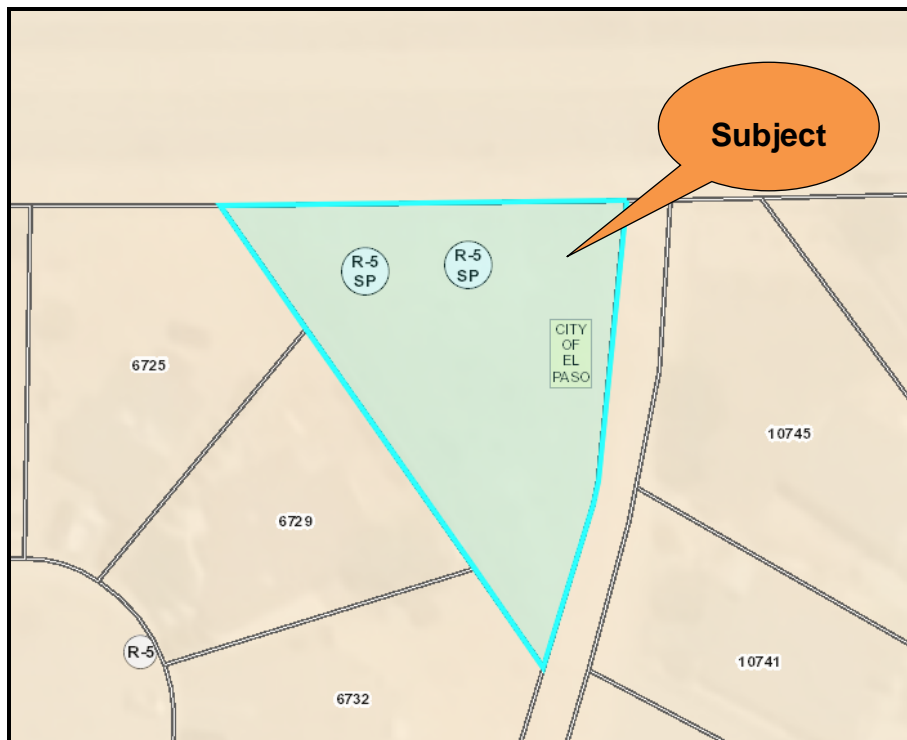 Subject
R-5
SP
R-5
SP
CITY
OF
EL
PASO
6725
10745
6729
R-5
10741
6732